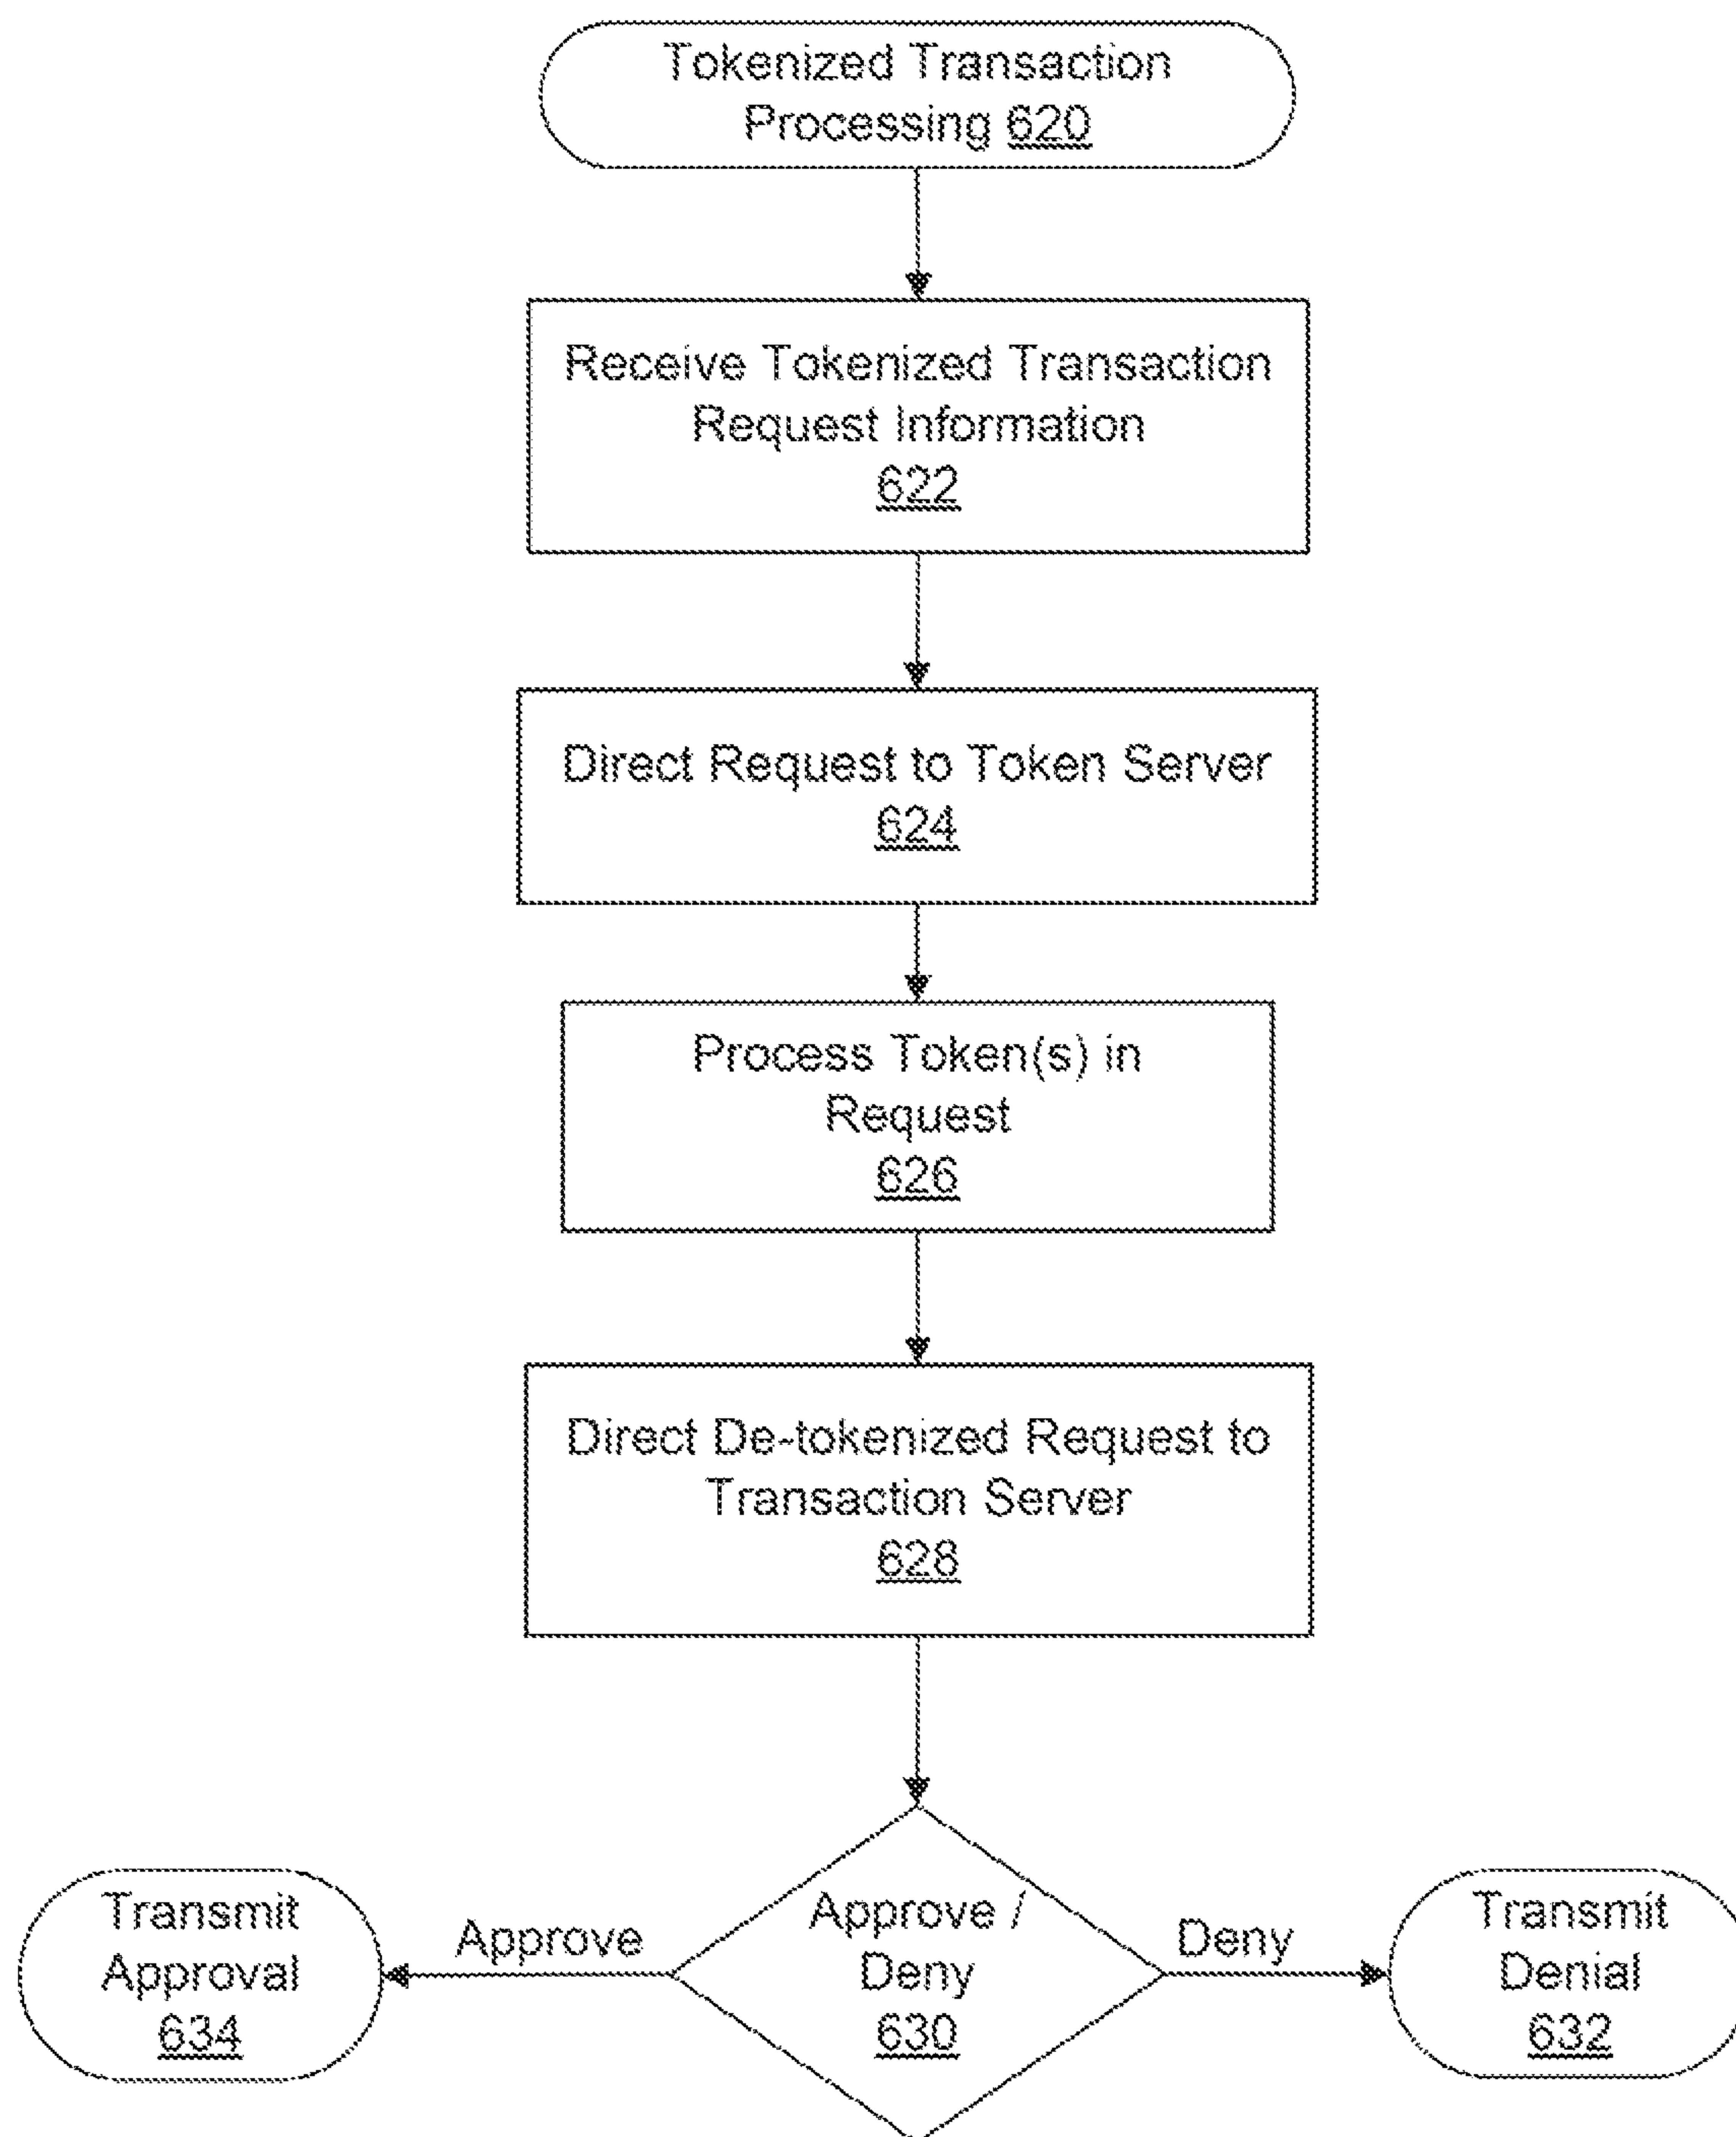 Tokenized Transaction
Processing 620
Receive Tokenized Transaction
Request Information
622
Direct Request to Token Server
624
Process Token(s) in
Request
626
Direct De-tokenized Request to
Transaction Server
628
Transmit
Approval
634
Approve
Approve /
Deny
630
Deny
Transmit
Denial
632